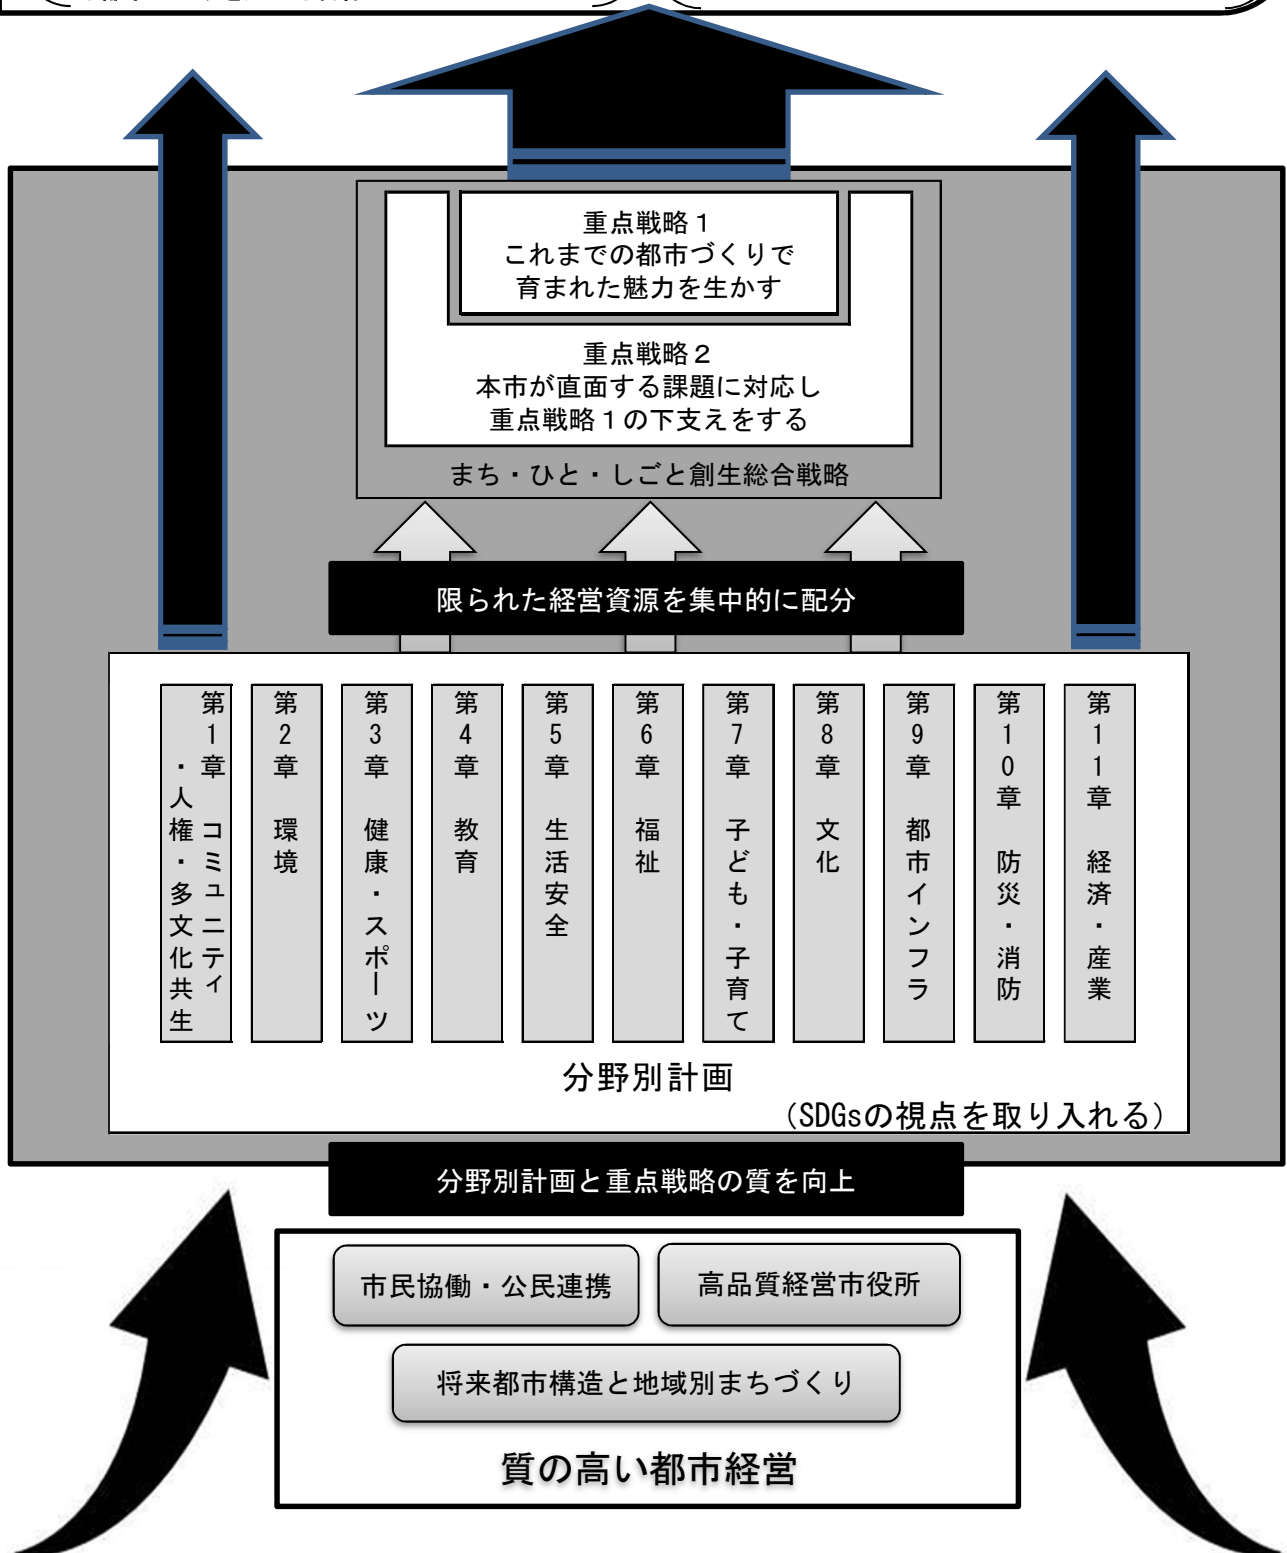 重点戦略１
これまでの都市づくりで
育まれた魅力を生かす
重点戦略２
本市が直面する課題に対応し
重点戦略１の下支えをする
まち・ひと・しごと創生総合戦略
限られた経営資源を集中的に配分
第1章　コミュニティ
・人権・多文化共生
第2章　環境
第3章　健康・スポーツ
第4章　教育
第5章　生活安全
第6章　福祉
第7章　子ども・子育て
第8章　文化
第9章　都市インフラ
第10章　防災・消防
第11章　経済・産業
分野別計画
（SDGsの視点を取り入れる）
分野別計画と重点戦略の質を向上
市民協働・公民連携
高品質経営市役所
将来都市構造と地域別まちづくり
質の高い都市経営